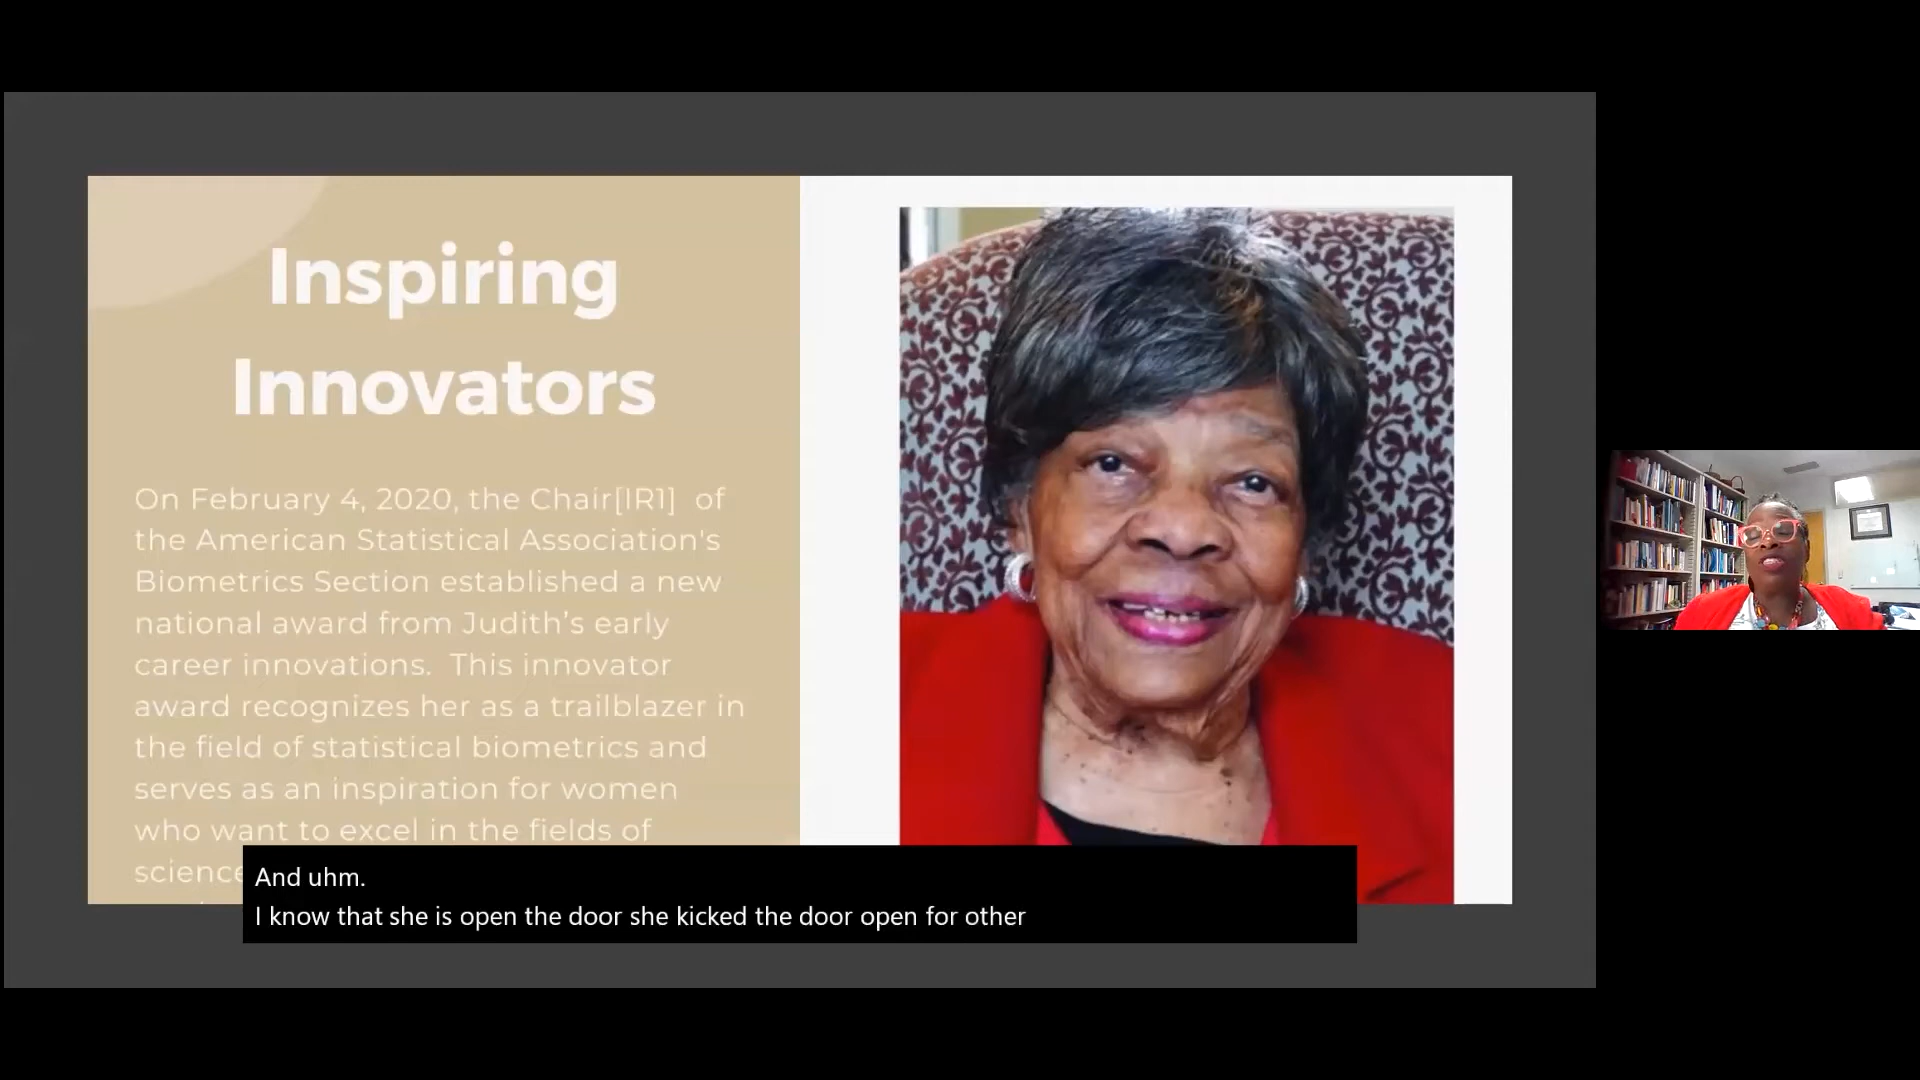 Inspiring
Innovators
On February 4, 2020, the Chair[IR1]  of
the American Statistical Association's
Biometrics Section established a new
national award from Judith’s early
career innovations.  This innovator
award recognizes her as a trailblazer in
the field of statistical biometrics and
serves as an inspiration for women
who want to excel in the fields of
science
And uhm.
I know that she is open the door she kicked the door open for other